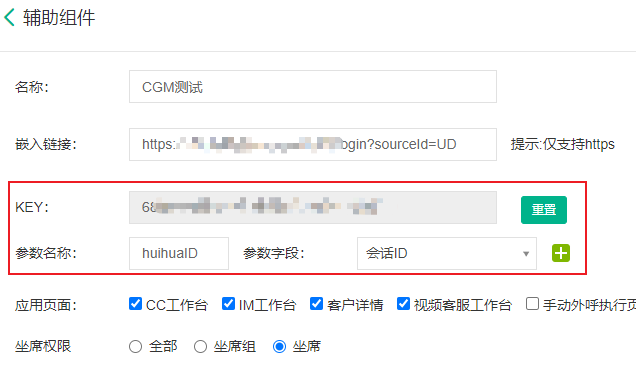 辅助组件
名称: CGM测试
嵌入链接: https: ogin?sourceId=UD 提示:仅支持https
KEY: 68 重置
参数名称: huihuaID 参数字段: 会话ID
应用页面: CC工作台 IM工作台 客户详情 视频客服工作台 手动外呼执行页
坐席权限 全部 坐席组 坐席